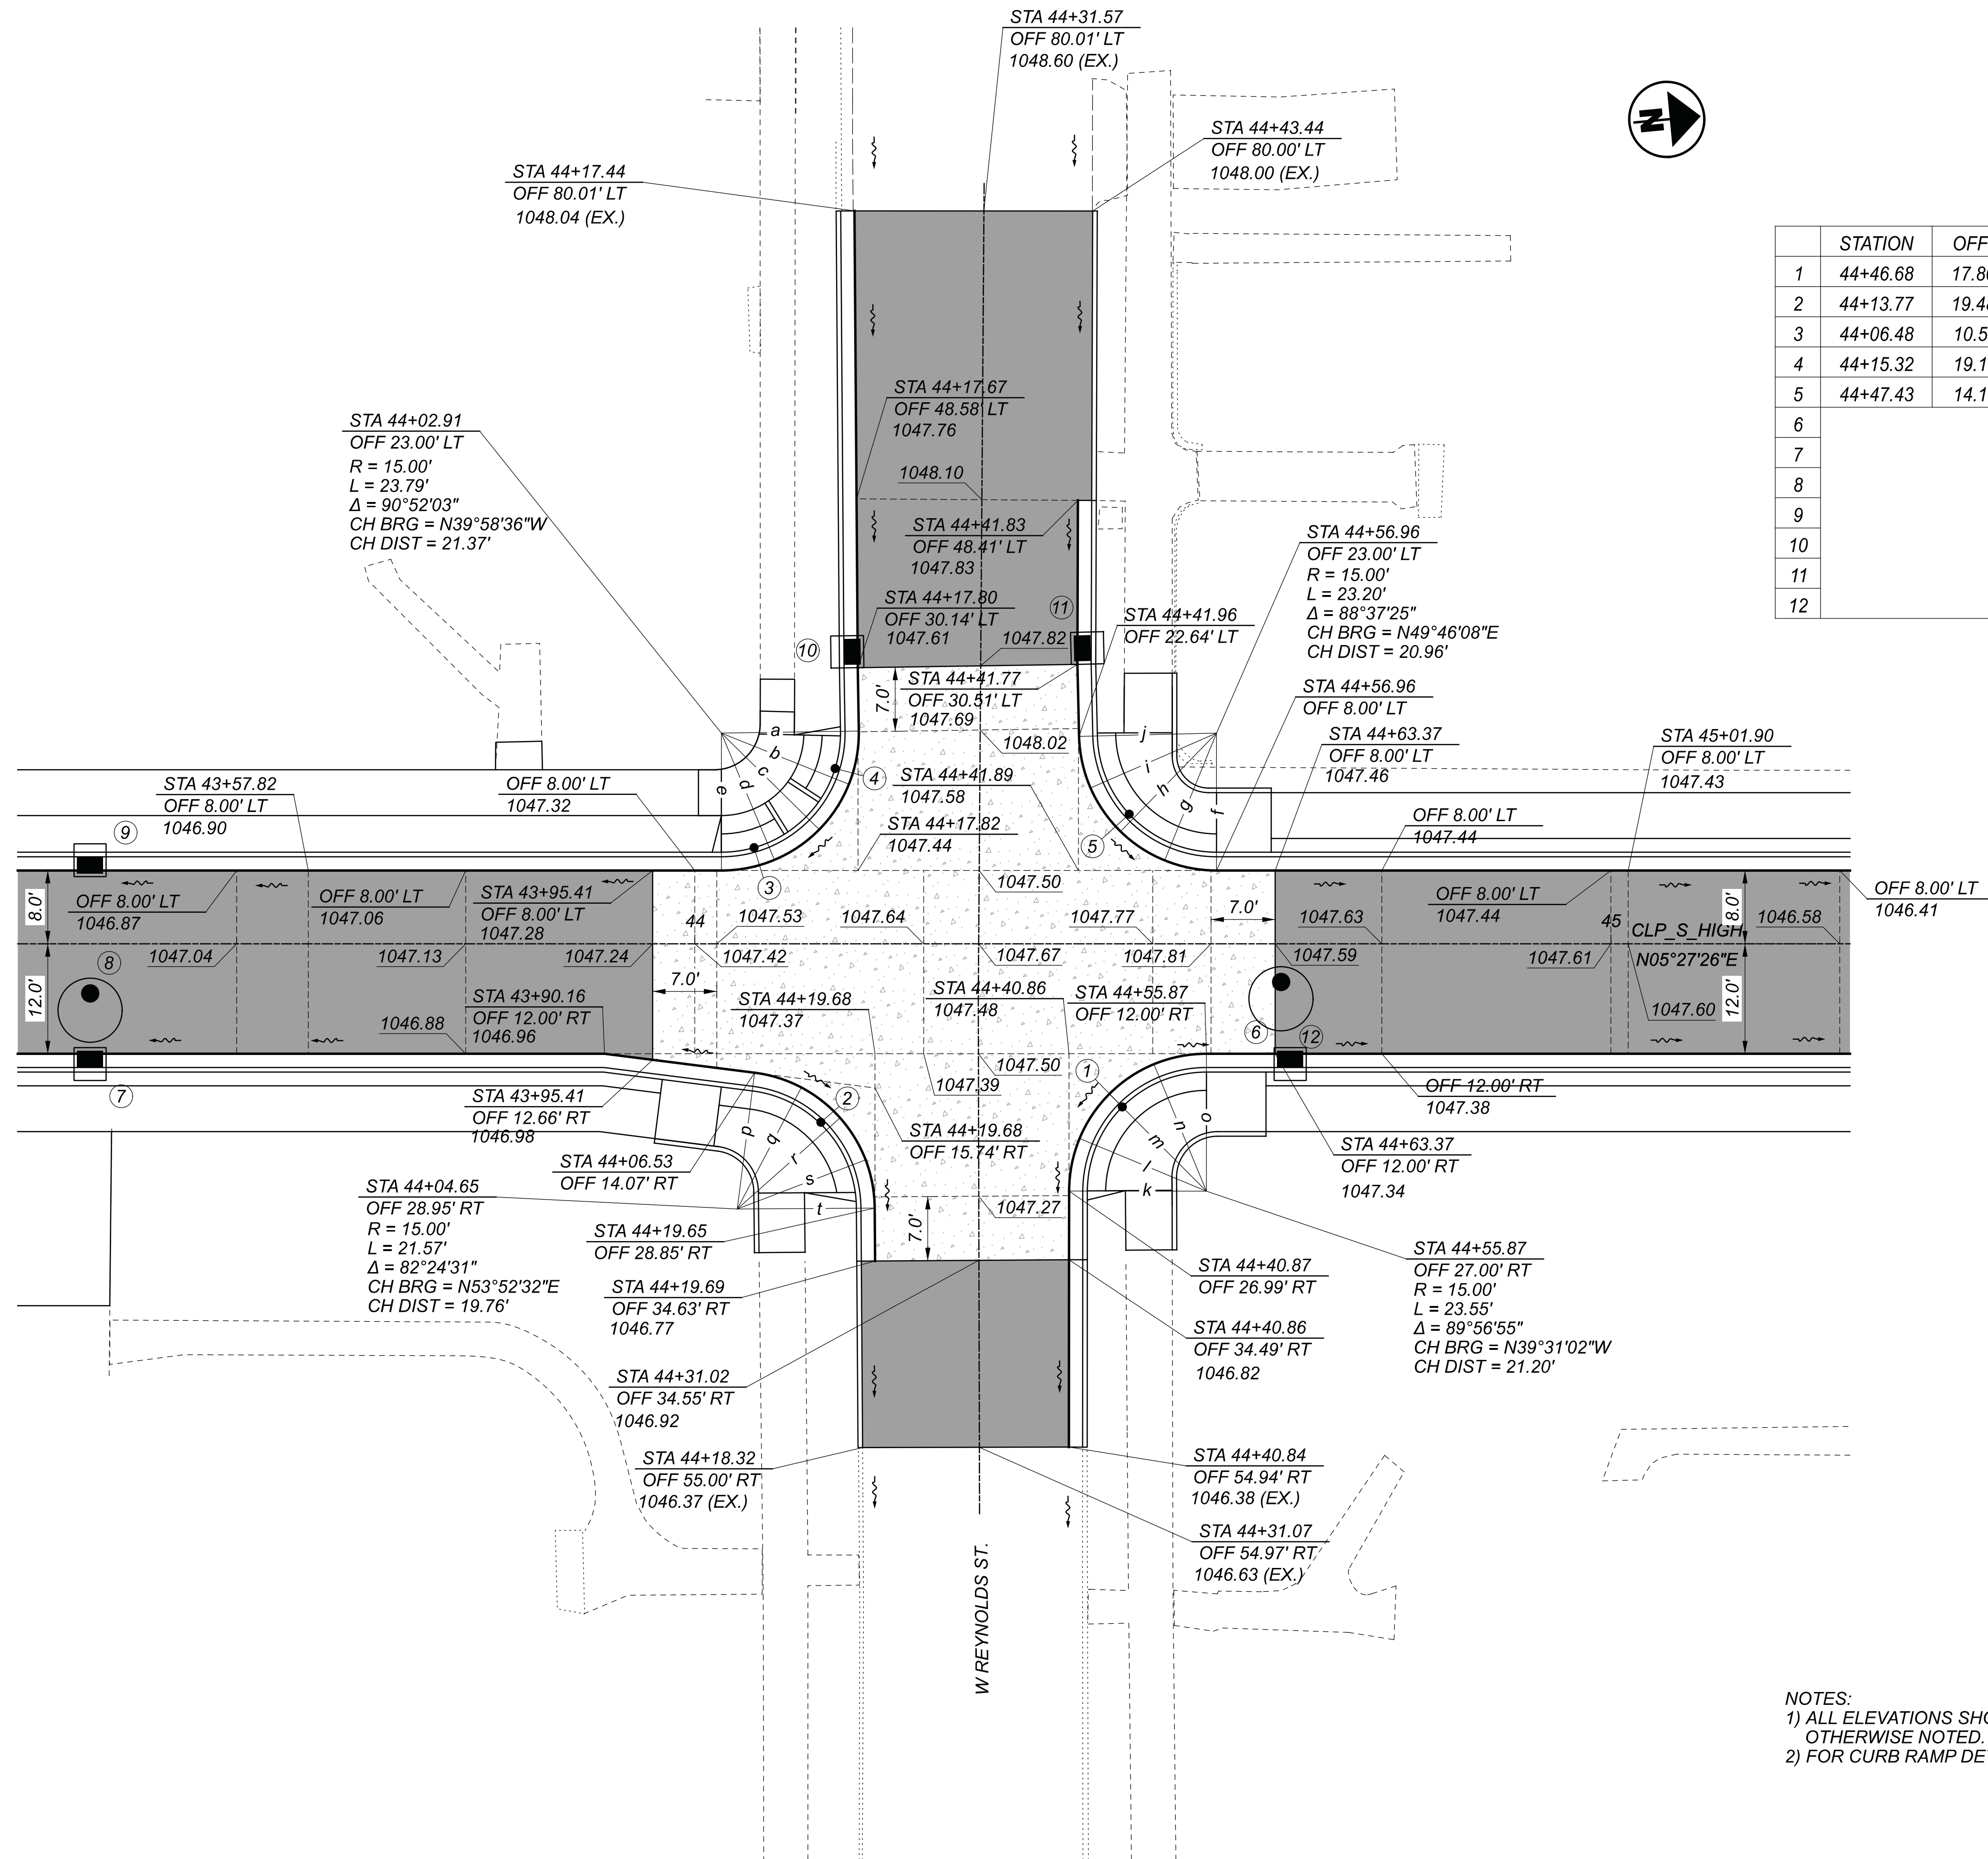 STA 44+31.57
OFF 80.01' LT
1048.60 (EX.)
STA 44+43.44
OFF 80.00' LT
1048.00 (EX.)
N
STA 44+17.44
OFF 80.01' LT
1048.04 (EX.)
STATION
1 44+46.68
2 44+13.77
3 44+06.48
4 44+15.32
5 44+47.43
6
7
8
9
10
11
12
STA 44+17.67
OFF 48.58' LT
1047.76
1048.10
STA 44+02.91
OFF 23.00' LT
R = 15.00'
L = 23.79'
Δ = 90°52'03"
CH BRG = N39°58'36"W
CH DIST = 21.37'
STA 44+41.83
OFF 48.41' LT
1047.83
STA 44+56.96
OFF 23.00' LT
R = 15.00'
L = 23.20'
Δ = 88°37'25"
CH BRG = N49°46'08"E
CH DIST = 20.96'
STA 44+17.80
OFF 30.14' LT
1047.61
11
1047.82
10
STA 44+41.96
OFF 22.64' LT
7.0'
STA 44+41.77
OFF 30.51' LT
1047.69
STA 44+56.96
OFF 8.00' LT
1048.02
a
b
c
d
e
j
i
h
g
f
STA 44+63.37
OFF 8.00' LT
1047.46
STA 45+01.90
OFF 8.00' LT
1047.43
STA 43+57.82
OFF 8.00' LT
1046.90
OFF 8.00' LT
1047.32
4
STA 44+41.89
1047.58
STA 44+17.82
1047.44
5
OFF 8.00' LT
1047.44
9
3
8.0'
OFF 8.00' LT
1046.87
OFF 8.00' LT
1047.06
STA 43+95.41
OFF 8.00' LT
1047.28
1047.50
OFF 8.00' LT
1047.44
8.0'
OFF 8.00' LT
1046.41
44
1047.53
1047.64
1047.77
7.0'
1047.63
45
CLP_S_HIGH
1046.58
1047.04
1047.13
1047.24
1047.42
1047.67
1047.81
1047.59
1047.61
N05°27'26"E
8
12.0'
7.0'
12.0'
1046.88
STA 43+90.16
OFF 12.00' RT
1046.96
STA 44+19.68
1047.37
STA 44+40.86
1047.48
STA 44+55.87
OFF 12.00' RT
1047.60
6
12
7
1047.50
1047.39
1
2
STA 43+95.41
OFF 12.66' RT
1046.98
OFF 12.00' RT
1047.38
STA 44+19.68
OFF 15.74' RT
STA 44+63.37
OFF 12.00' RT
1047.34
STA 44+06.53
OFF 14.07' RT
p
q
r
s
t
o
n
m
l
k
STA 44+04.65
OFF 28.95' RT
R = 15.00'
L = 21.57'
Δ = 82°24'31"
CH BRG = N53°52'32"E
CH DIST = 19.76'
1047.27
7.0'
STA 44+19.65
OFF 28.85' RT
STA 44+40.87
OFF 26.99' RT
STA 44+55.87
OFF 27.00' RT
R = 15.00'
L = 23.55'
Δ = 89°56'55"
CH BRG = N39°31'02"W
CH DIST = 21.20'
STA 44+19.69
OFF 34.63' RT
1046.77
STA 44+40.86
OFF 34.49' RT
1046.82
STA 44+31.02
OFF 34.55' RT
1046.92
STA 44+18.32
OFF 55.00' RT
1046.37 (EX.)
STA 44+40.84
OFF 54.94' RT
1046.38 (EX.)
STA 44+31.07
OFF 54.97' RT
1046.63 (EX.)
W REYNOLDS ST.
NOTES:
1) ALL ELEVATIONS
OTHERWISE NOTED.
2) FOR CURB RAMP